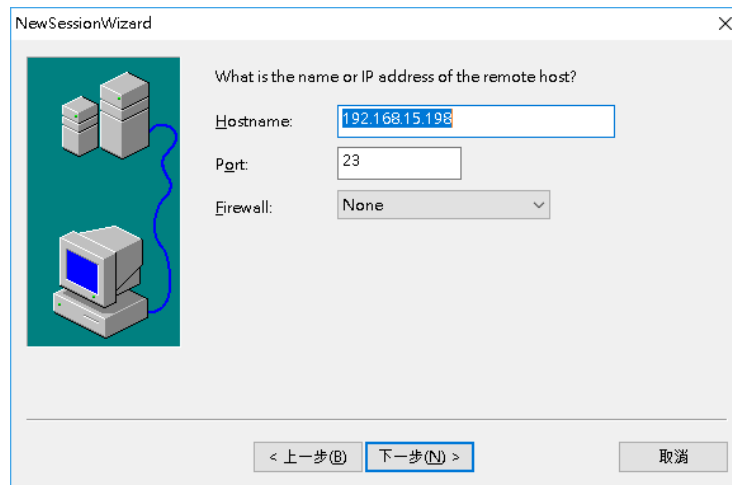 NewSessionWizard
What is the name or IP address of the remote host?
Hostname: 192.168.15.198
Port: 23
Firewall: None
< 上一步(B) 下一步(N) > 取消